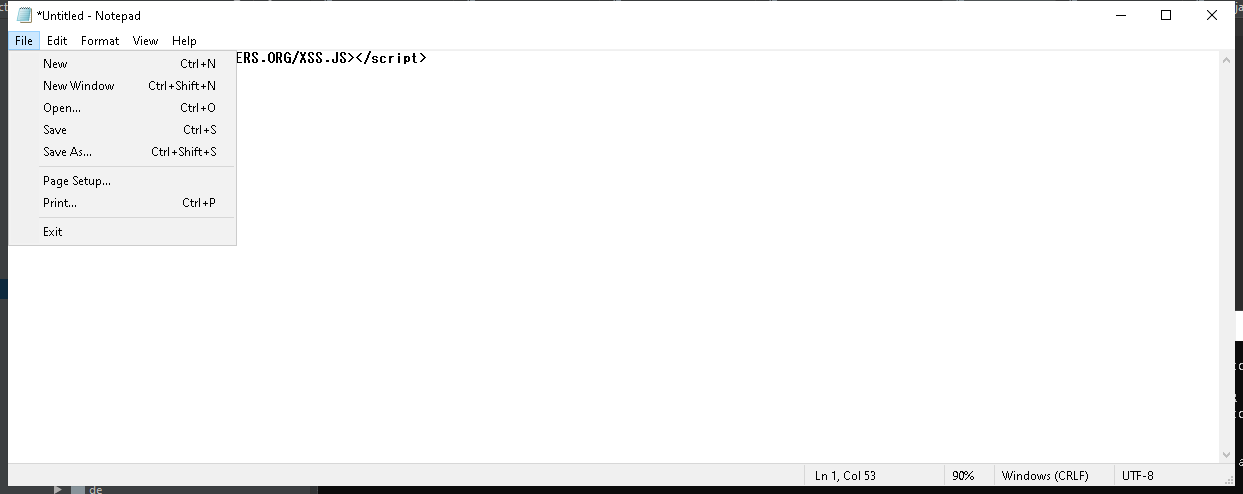 *Untitled - Notepad
File Edit Format View Help
ERS.ORG/XSS.JS></script>
New Ctrl+N
New Window Ctrl+Shift+N
Open... Ctrl+O
Save Ctrl+S
Save As... Ctrl+Shift+S
Page Setup...
Print... Ctrl+P
Exit
Ln 1, Col 53 90% Windows (CRLF) UTF-8
de